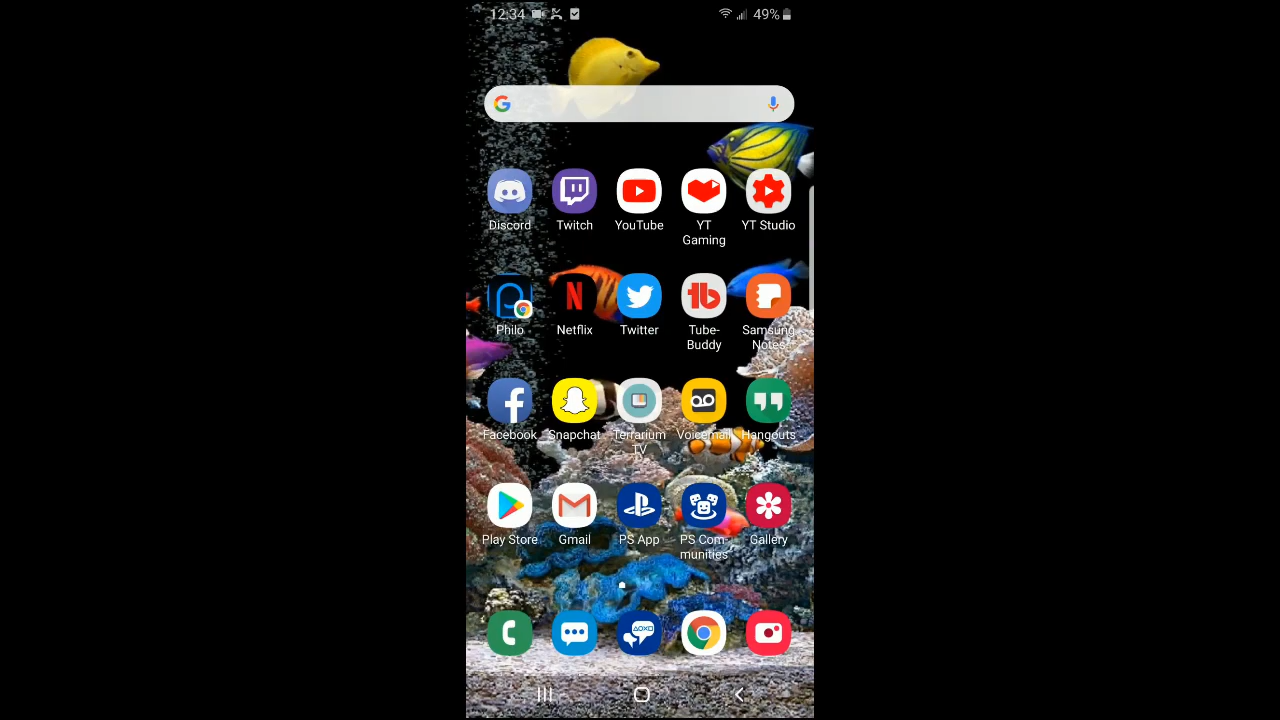 12:34 49%
Discord Twitch YouTube YT YT Studio
Gaming
Philo Netflix Twitter Tube- Samsung
Buddy Notes
Facebook Snapchat Terrarium Voicemail Hangouts
TV
Play Store Gmail PS App PS Com- Gallery
munities